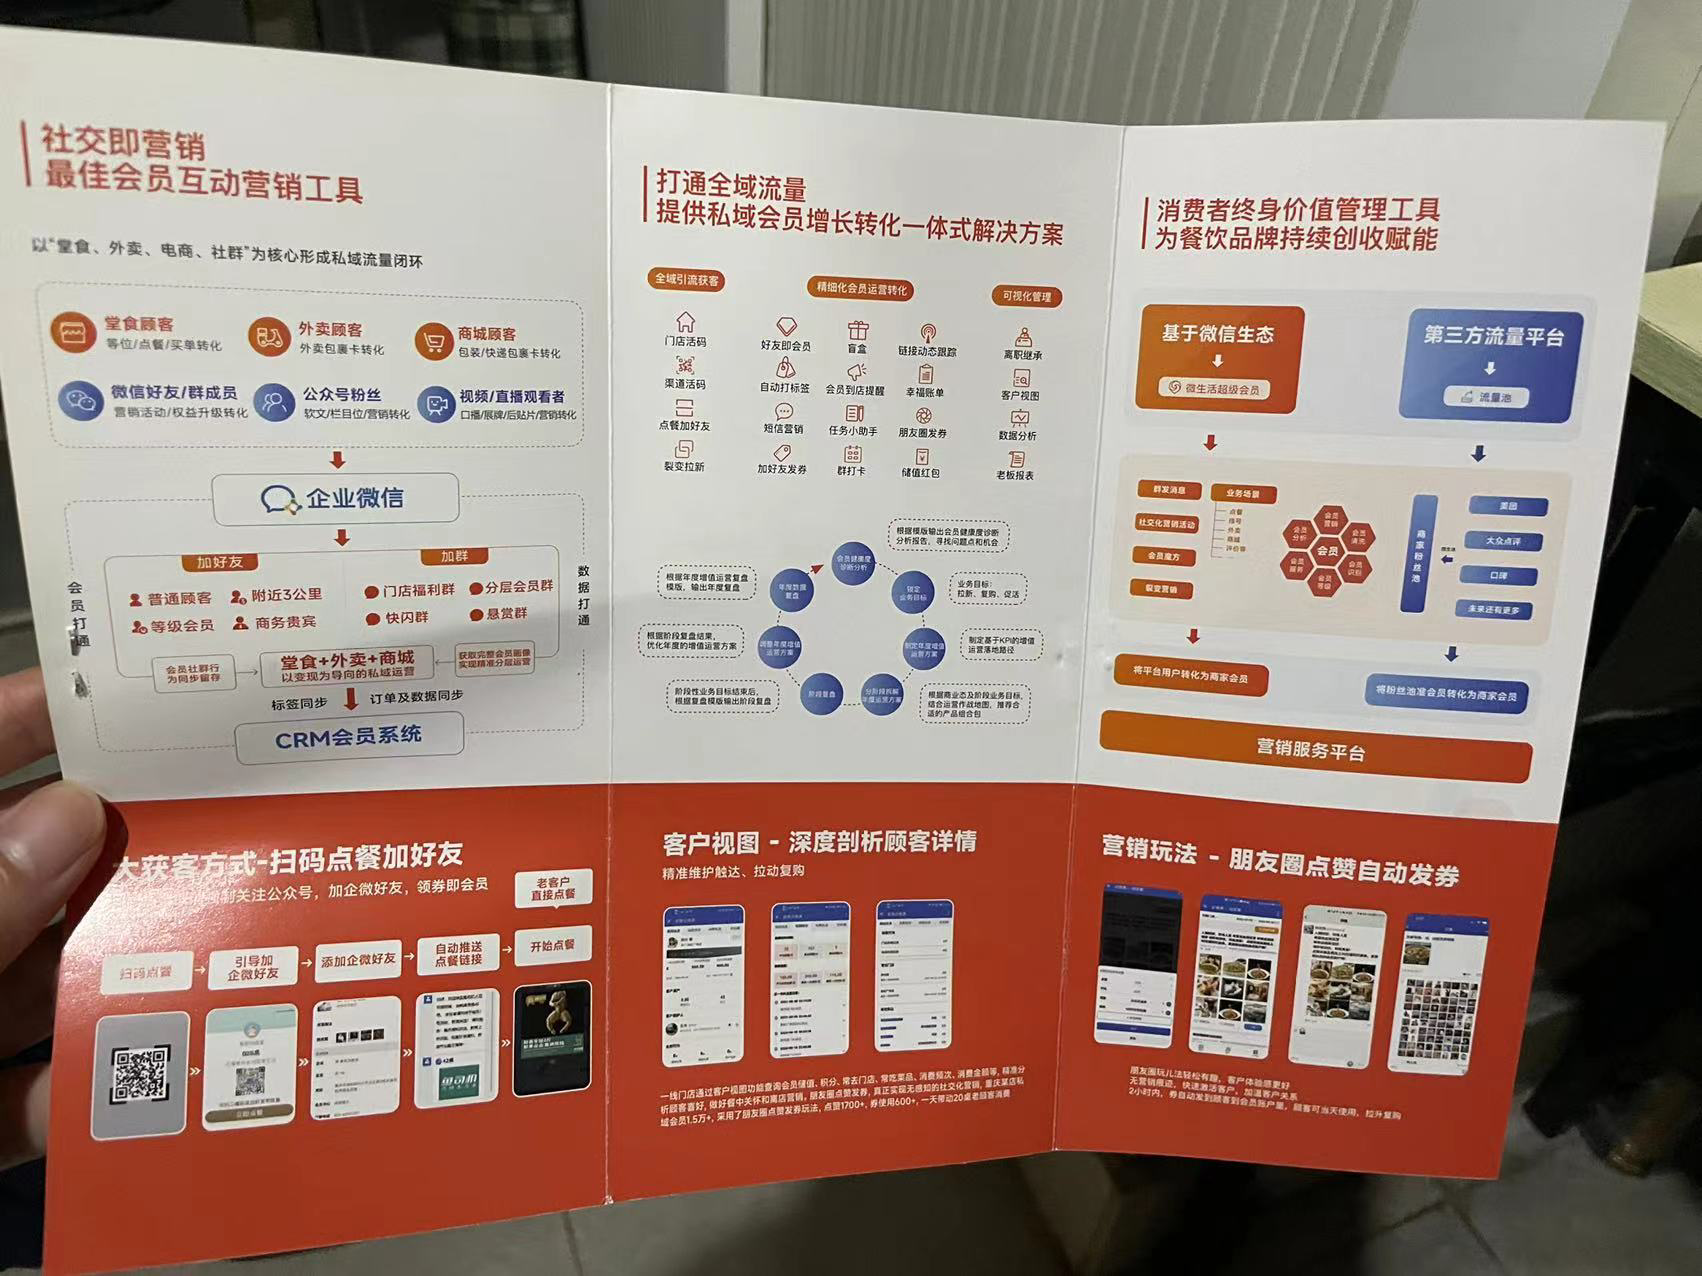 社交即营销
最佳会员互动营销工具
以“堂食、外卖、电商、社群”为核心形成私域流量闭环
堂食顾客
等位/点餐/买单转化
外卖顾客
外卖包裹卡转化
商城顾客
包装/快递包裹卡转化
微信好友/群成员
营销活动/权益升级转化
公众号粉丝
软文/栏目位/营销转化
视频/直播观看者
口播/展牌/后贴片/营销转化
企业微信
加好友
加群
普通顾客
附近3公里
等级会员
商务贵宾
门店福利群
分层会员群
快闪群
悬赏群
会员打通
数据打通
会员社群行
为同步留存
堂食+外卖+商城
以变现为导向的私域运营
获取完整会员画像
实现精准分层运营
标签同步
订单及数据同步
CRM会员系统
打通全域流量
提供私域会员增长转化一体式解决方案
全域引流获客
精细化会员运营转化
可视化管理
门店活码
渠道活码
点餐加好友
裂变拉新
好友即会员
盲盒
链接动态跟踪
自动打标签
会员到店提醒
幸福账单
短信营销
任务小助手
朋友圈发券
加好友发券
群打卡
储值红包
离职继承
客户视图
数据分析
老板报表
根据模版输出会员健康度诊断
分析报告，寻找问题点和机会
会员健康度
诊断分析
业务目标：
拉新、复购、促活
锁定
业务目标
制定基于KPI的增值
运营落地路径
制定年度增值
运营方案
根据商业态及阶段业务目标，
结合运营作战地图，推荐合
适的产品组合包
分阶段拆解
年度运营方案
阶段性业务目标结束后，
根据复盘模版输出阶段复盘
阶段复盘
根据阶段复盘结果，
优化年度的增值运营方案
调整年度增值
运营方案
根据年度增值运营复盘
模版，输出年度复盘
年度数据
复盘
消费者终身价值管理工具
为餐饮品牌持续创收赋能
基于微信生态
微生活超级会员
第三方流量平台
流量池
群发消息
社交化营销活动
会员魔方
裂变营销
业务场景
点餐
排号
外卖
商城
评价等
会员
会员
营销
会员
清洗
会员
识别
会员
等级
会员
服务
会员
分析
商家粉丝池
美团
大众点评
口碑
未来还有更多
将平台用户转化为商家会员
将粉丝池准会员转化为商家会员
营销服务平台
大获客方式-扫码点餐加好友
关注公众号，加企微好友，领券即会员
老客户
直接点餐
扫码点餐
引导加
企微好友
添加企微好友
自动推送
点餐链接
开始点餐
立即点餐
鱼司机
客户视图 - 深度剖析顾客详情
精准维护触达、拉动复购
一线门店通过客户视图功能查询会员储值、积分、常去门店、常吃菜品、消费频次、消费金额等，精准分
析顾客喜好，做好餐中关怀和离店营销，朋友圈点赞发券，真正实现无感知的社交化营销，重庆某店私
域会员1.5万+，采用了朋友圈点赞发券玩法，点赞1700+，券使用600+，一天带动20桌老顾客消费
营销玩法 - 朋友圈点赞自动发券
朋友圈玩儿法轻松有趣，客户体验感更好
无营销痕迹，快速激活客户，加温客户关系
2小时内，券自动发到顾客到会员账户里，顾客可当天使用，拉升复购